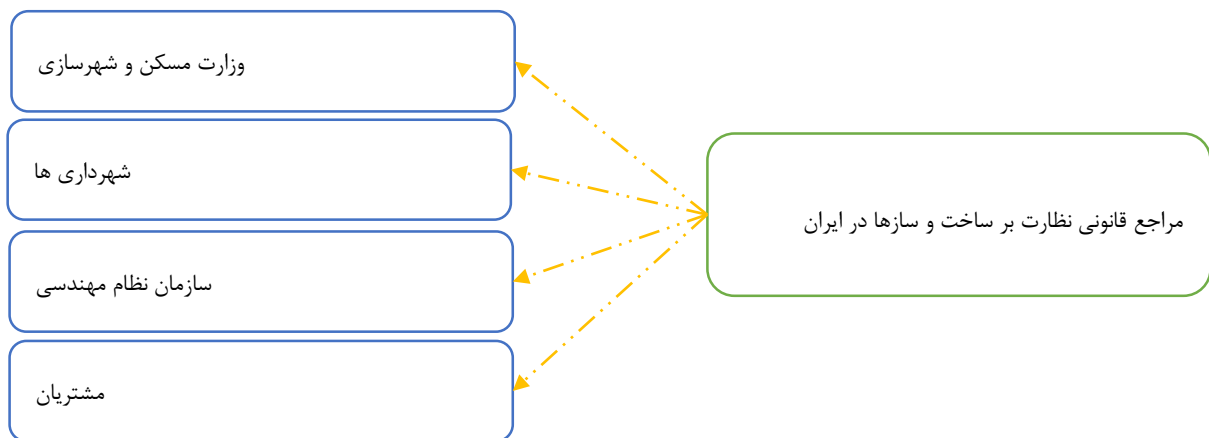 مراجع قانونی نظارت بر ساخت و سازها در ایران
وزارت مسکن و شهرسازی
شهرداری ها
سازمان نظام مهندسی
مشتریان